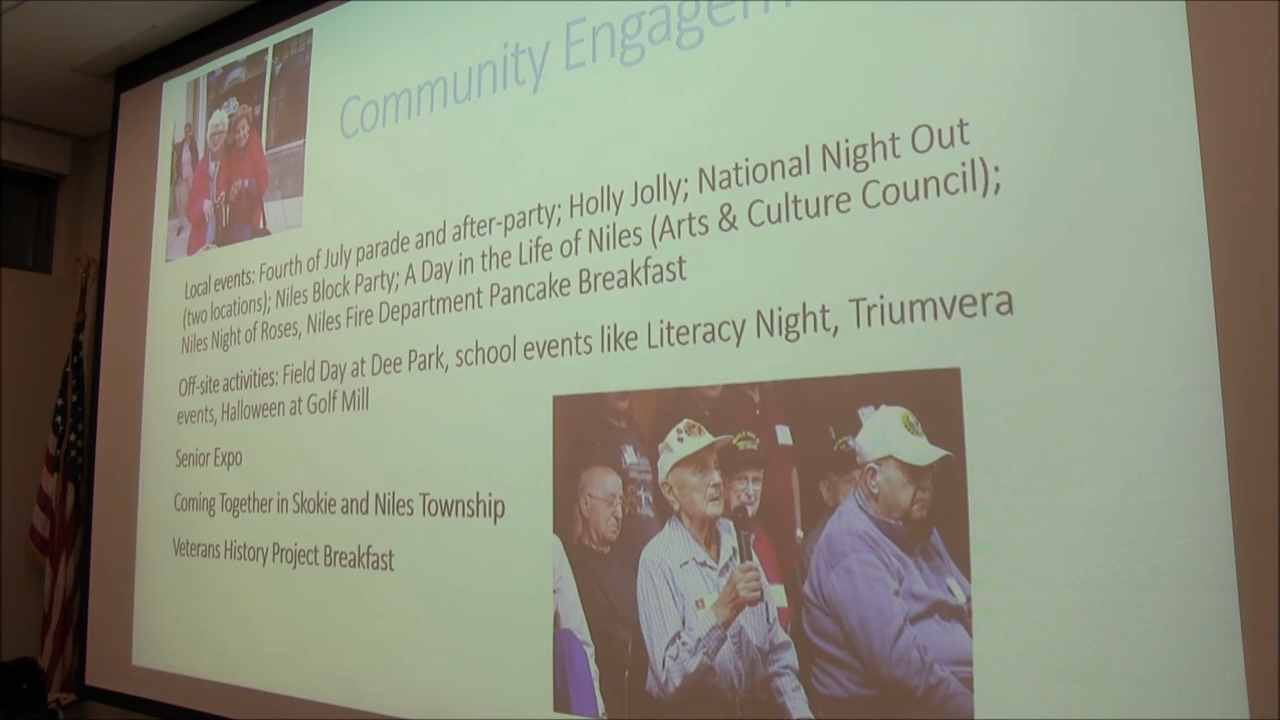 Community
Local events: Fourth of July parade and after-party; Holly Jolly; National Night Out
(two locations); Niles Block Party; A Day in the Life of Niles (Arts & Culture Council);
Niles Night of Roses, Niles Fire Department Pancake Breakfast
Off-site activities: Field Day at Dee Park, school events like Literacy Night, Triumvera
events, Halloween at Golf Mill
Senior Expo
Coming Together in Skokie and Niles Township
Veterans History Project Breakfast